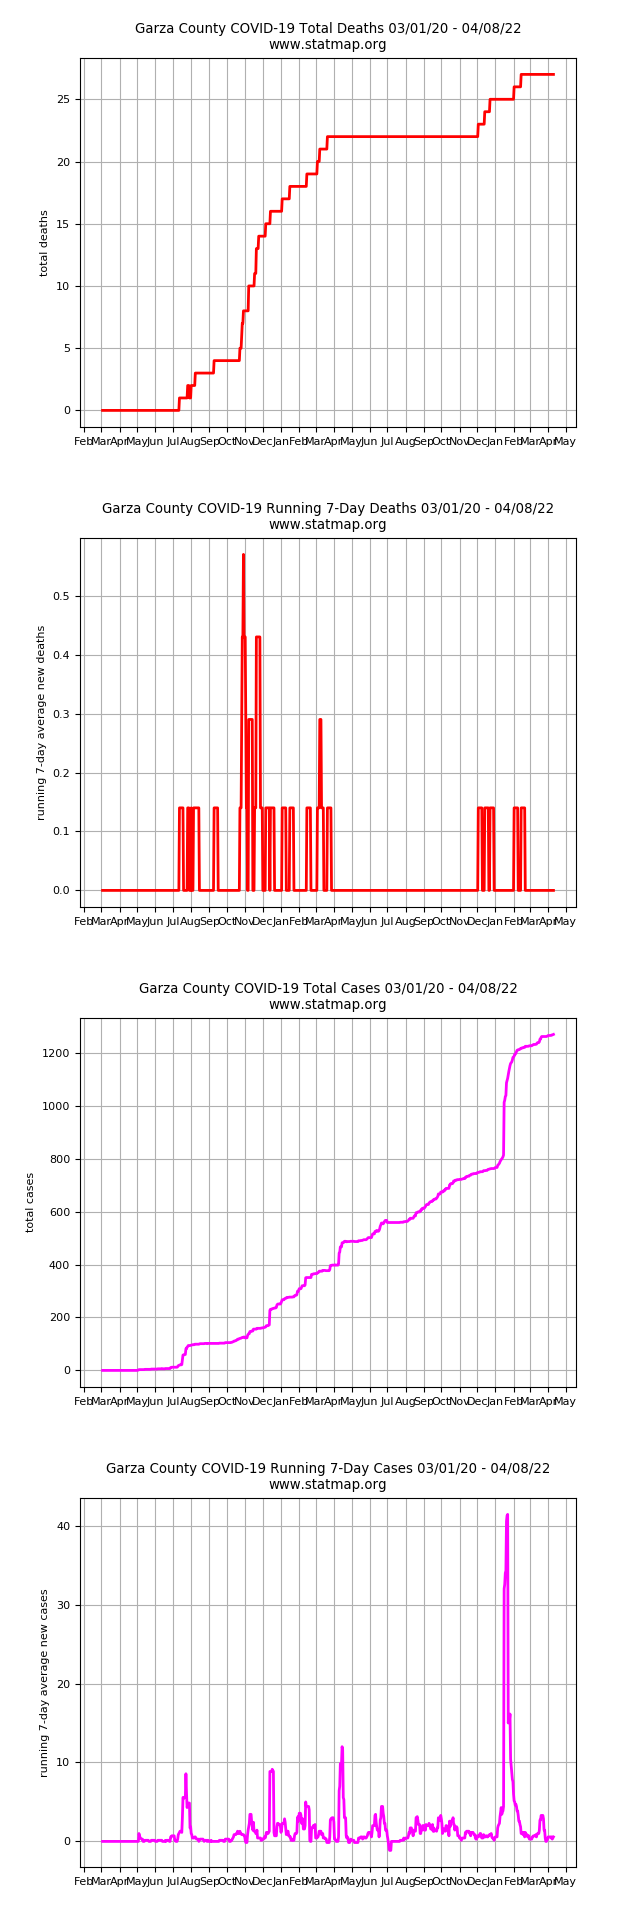 Garza County COVID-19 Total Deaths 03/01/20 - 04/08/22
www.statmap.org
25
20
15
10
5
0
total deaths
Feb Mar Apr May Jun Jul Aug Sep Oct Nov Dec Jan Feb Mar Apr May Jun Jul Aug Sep Oct Nov Dec Jan Feb Mar Apr May
Garza County COVID-19 Running 7-Day Deaths 03/01/20 - 04/08/22
www.statmap.org
0.5
0.4
0.3
0.2
0.1
0.0
running 7-day average new deaths
Feb Mar Apr May Jun Jul Aug Sep Oct Nov Dec Jan Feb Mar Apr May Jun Jul Aug Sep Oct Nov Dec Jan Feb Mar Apr May
Garza County COVID-19 Total Cases 03/01/20 - 04/08/22
www.statmap.org
1200
1000
800
600
400
200
0
total cases
Feb Mar Apr May Jun Jul Aug Sep Oct Nov Dec Jan Feb Mar Apr May Jun Jul Aug Sep Oct Nov Dec Jan Feb Mar Apr May
Garza County COVID-19 Running 7-Day Cases 03/01/20 - 04/08/22
www.statmap.org
40
30
20
10
0
running 7-day average new cases
Feb Mar Apr May Jun Jul Aug Sep Oct Nov Dec Jan Feb Mar Apr May Jun Jul Aug Sep Oct Nov Dec Jan Feb Mar Apr May